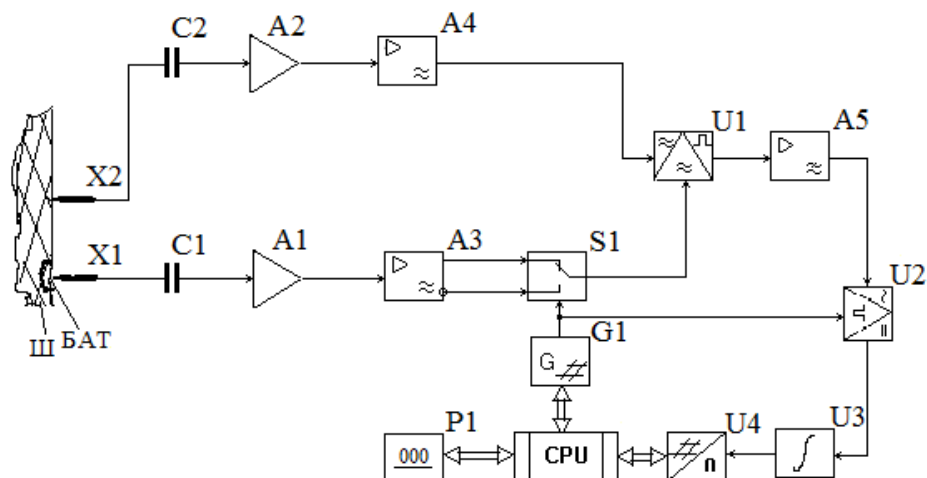 C2 A2 A4
U1 A5
X2
X1 C1 A1 A3 S1
U2
Ш БАТ
G1
G
P1 U4 U3
000 CPU n